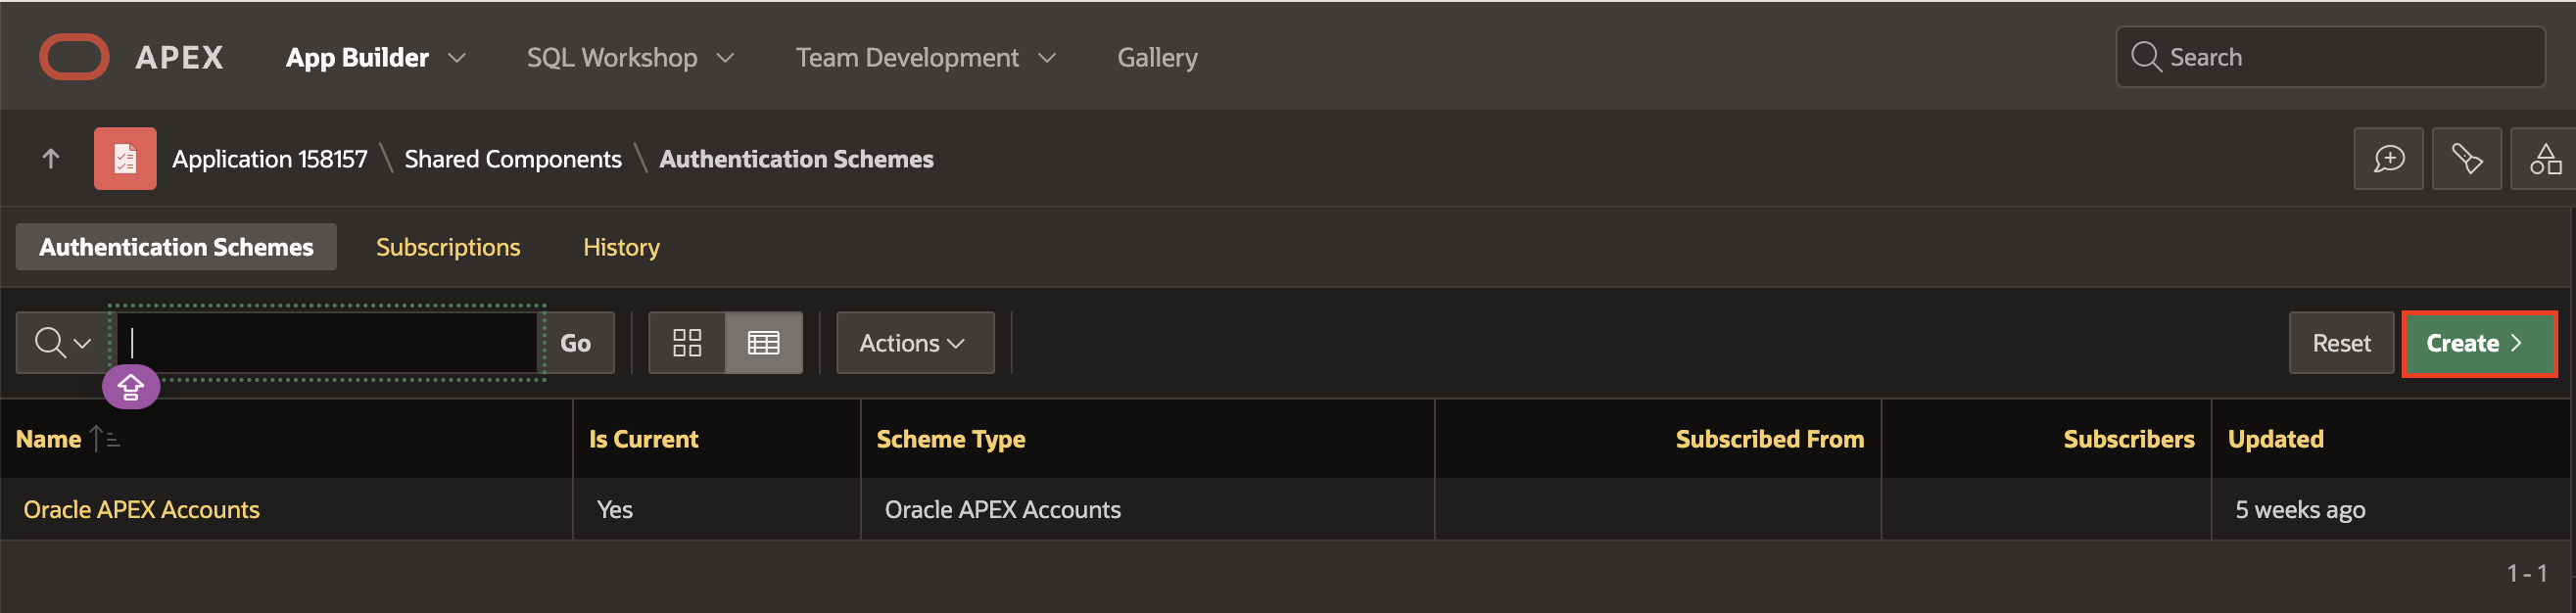 APEX App Builder SQL Workshop Team Development Gallery Search
Application 158157 \ Shared Components \ Authentication Schemes
Authentication Schemes Subscriptions History
Go Actions Reset Create
Name Is Current Scheme Type Subscribed From Subscribers Updated
Oracle APEX Accounts Yes Oracle APEX Accounts 5 weeks ago
1 - 1